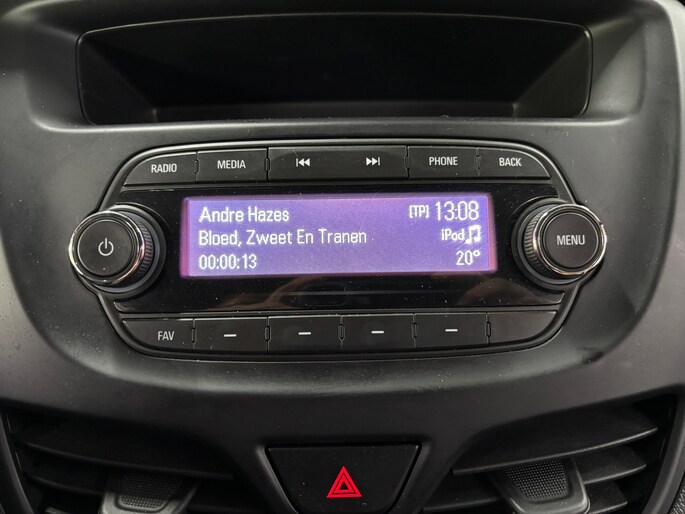 RADIO MEDIA PHONE BACK
Andre Hazes [TP] 13:08
Bloed, Zweet En Tranen iPod
00:00:13 20°
MENU
FAV